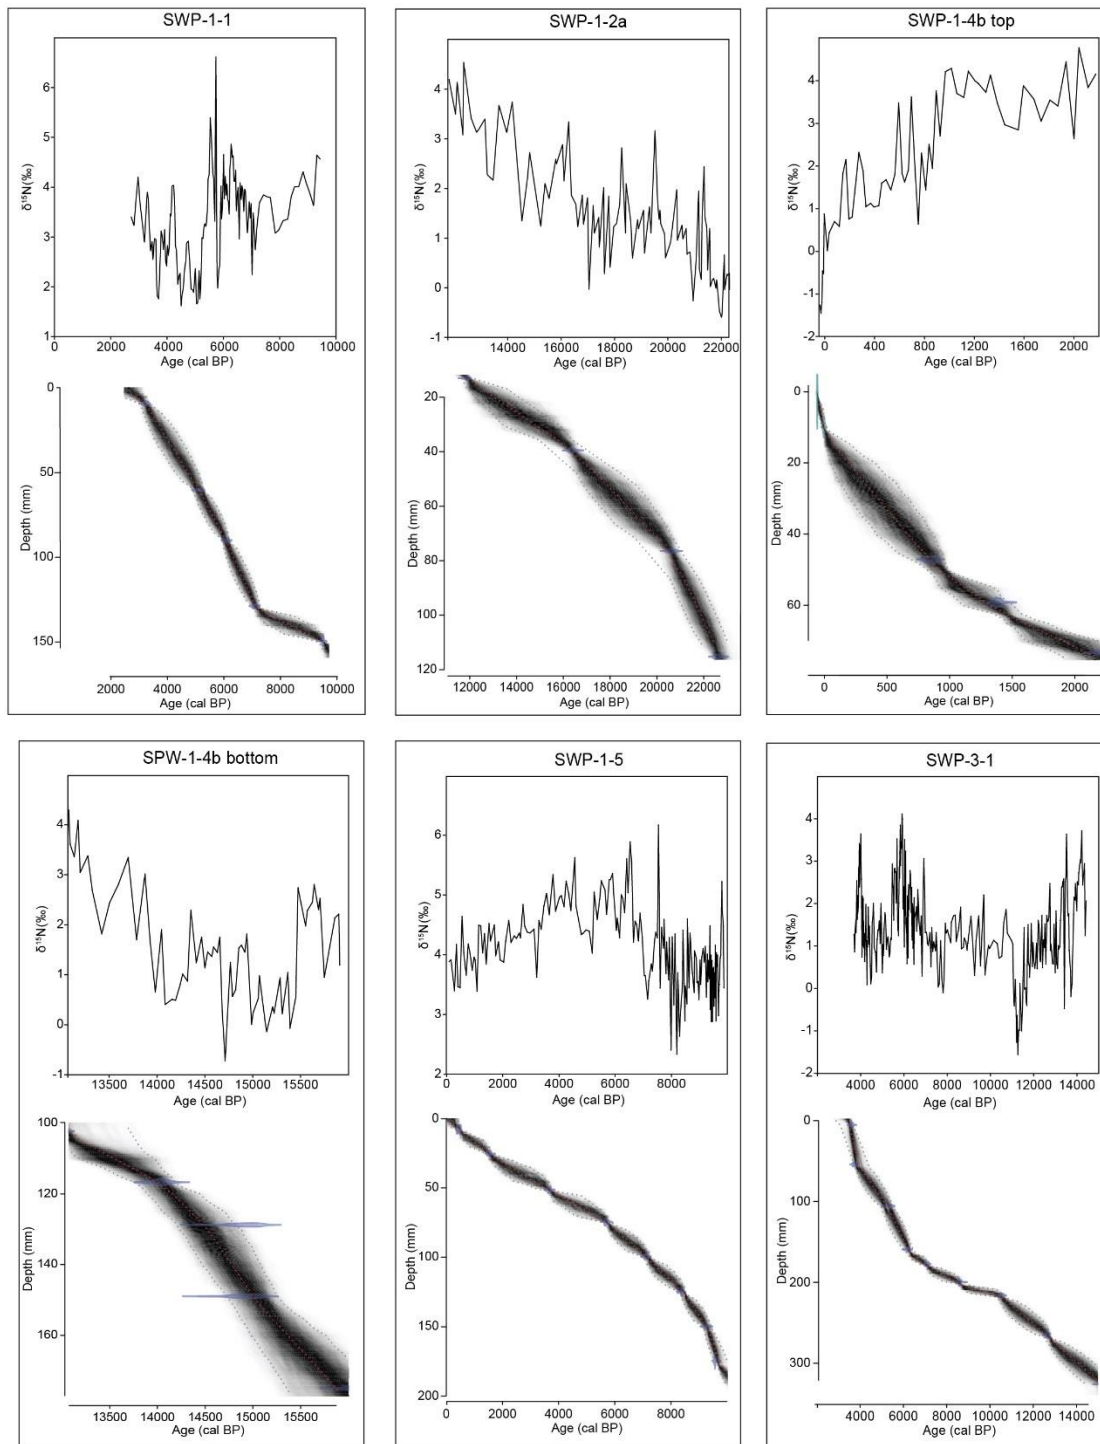 SWP-1-1
6
5
4
3
2
1
δ¹⁵N(‰)
0 2000 4000 6000 8000 10000
Age (cal BP)
0
50
100
150
Depth (mm)
2000 4000 6000 8000 10000
Age (cal BP)
SWP-1-2a
5
4
3
2
1
0
-1
δ¹⁵N(‰)
14000 16000 18000 20000 22000
Age (cal BP)
20
40
60
80
100
120
Depth (mm)
12000 14000 16000 18000 20000 22000
Age (cal BP)
SWP-1-4b top
4
3
2
1
0
-1
-2
δ¹⁵N(‰)
0 400 800 1200 1600 2000
Age (cal BP)
0
20
40
60
Depth (mm)
0 500 1000 1500 2000
Age (cal BP)
SPW-1-4b bottom
4
3
2
1
0
-1
δ¹⁵N(‰)
13500 14000 14500 15000 15500
Age (cal BP)
100
120
140
160
Depth (mm)
13500 14000 14500 15000 15500
Age (cal BP)
SWP-1-5
6
5
4
3
2
δ¹⁵N(‰)
0 2000 4000 6000 8000
Age (cal BP)
0
50
100
150
200
Depth (mm)
0 2000 4000 6000 8000
Age (cal BP)
SWP-3-1
4
3
2
1
0
-1
-2
δ¹⁵N(‰)
4000 6000 8000 10000 12000 14000
Age (cal BP)
0
100
200
300
Depth (mm)
4000 6000 8000 10000 12000 14000
Age (cal BP)